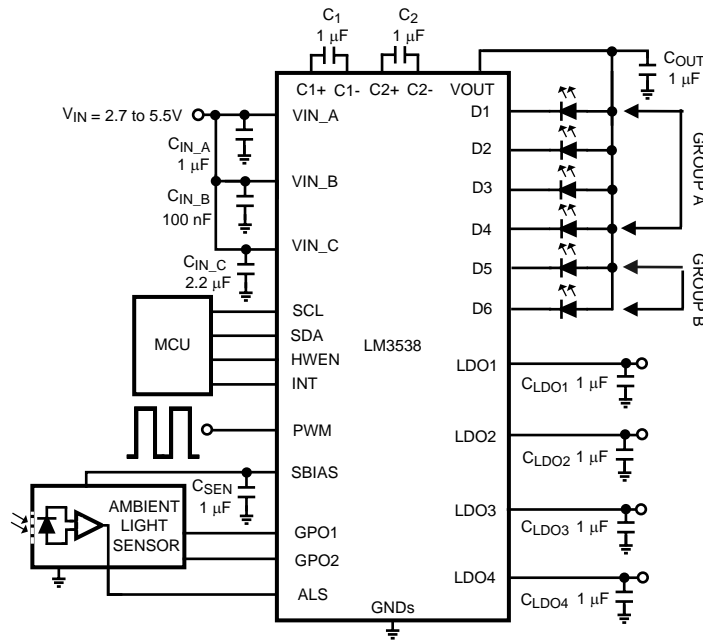 C1
1 μF
C2
1 μF
COUT
1 μF
C1+ C1- C2+ C2- VOUT
VIN = 2.7 to 5.5V
VIN_A
CIN_A
1 μF
VIN_B
CIN_B
100 nF
VIN_C
CIN_C
2.2 μF
MCU
SCL
SDA
HWEN
INT
LM3538
PWM
SBIAS
CSEN
1 μF
AMBIENT
LIGHT
SENSOR
GPO1
GPO2
ALS
GNDs
D1
D2
D3
D4
D5
D6
GROUP A
GROUP B
LDO1
CLDO1 1 μF
LDO2
CLDO2 1 μF
LDO3
CLDO3 1 μF
LDO4
CLDO4 1 μF